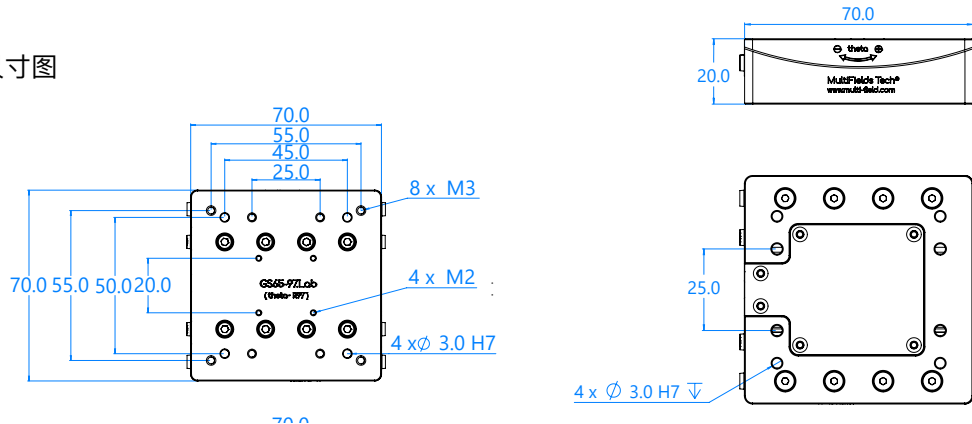 寸图
70.0
55.0
45.0
25.0
8 x M3
70.0
55.0
50.0
20.0
GS65-97.Lab
(theta-R97)
4 x M2
4 x∅ 3.0 H7
70.0
20.0
⊖ theta ⊕
MultiFields Tech®
www.multi-field.com
25.0
4 x ∅ 3.0 H7 ↧